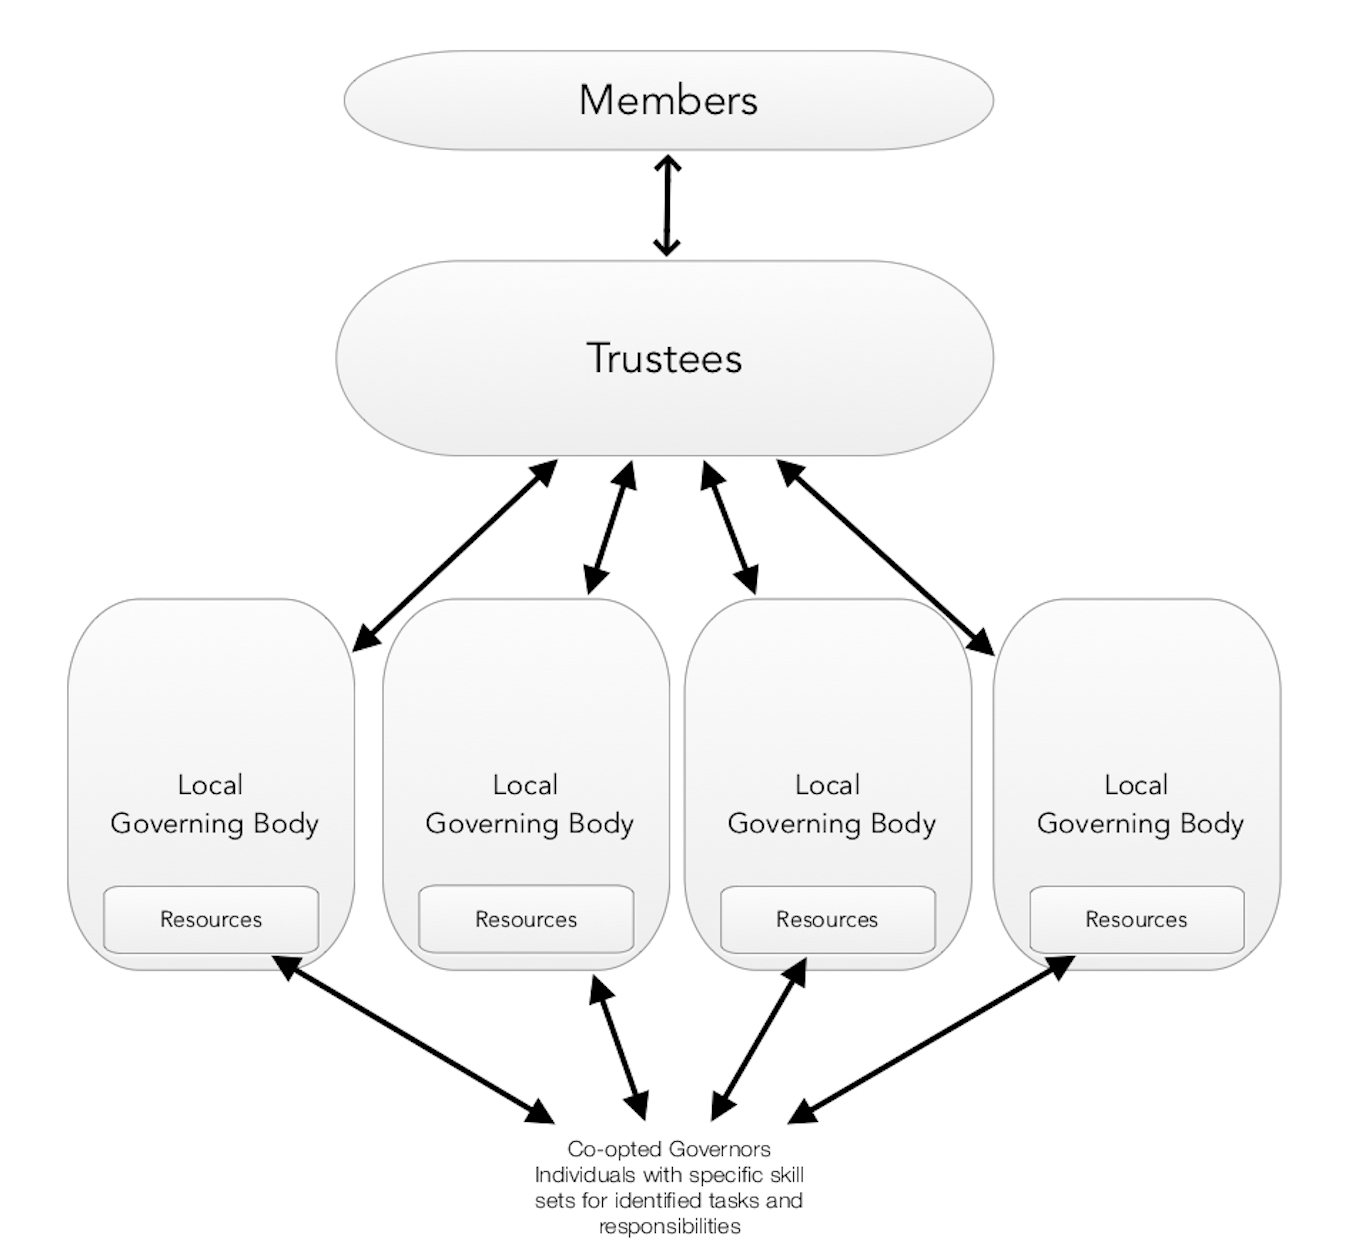 Members
Trustees
Local
Governing Body
Resources
Local
Governing Body
Resources
Local
Governing Body
Resources
Local
Governing Body
Resources
Co-opted Governors
Individuals with specific skill
sets for identified tasks and
responsibilities